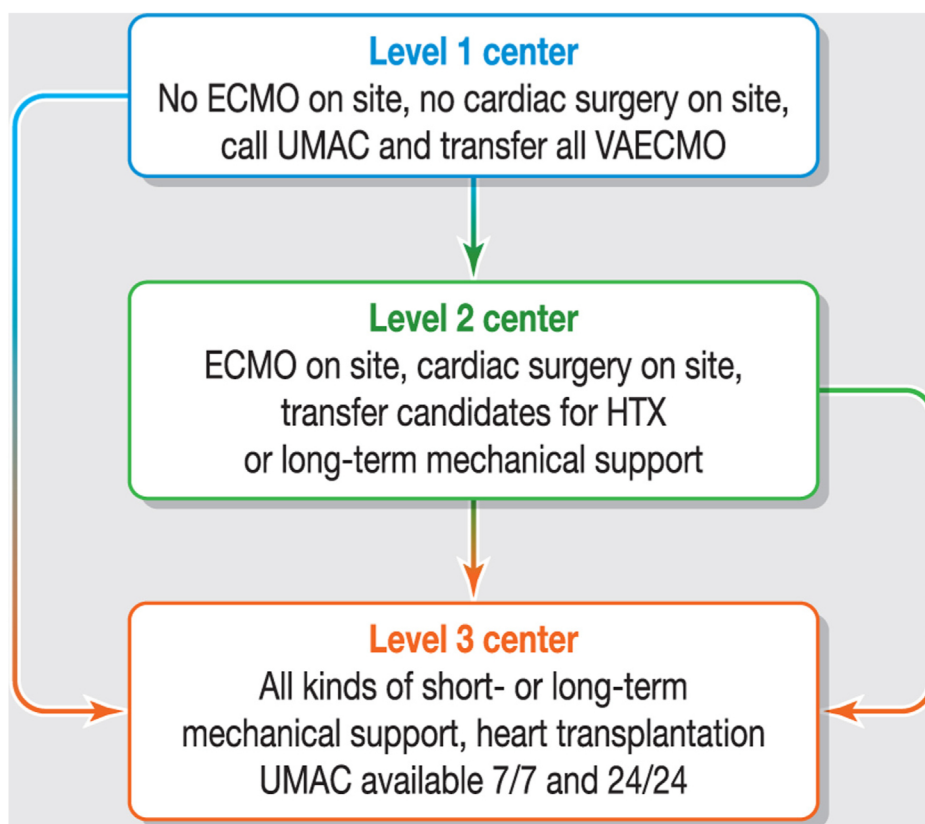 Level 1 center
No ECMO on site, no cardiac surgery on site,
call UMAC and transfer all VAECMO
Level 2 center
ECMO on site, cardiac surgery on site,
transfer candidates for HTX
or long-term mechanical support
Level 3 center
All kinds of short- or long-term
mechanical support, heart transplantation
UMAC available 7/7 and 24/24